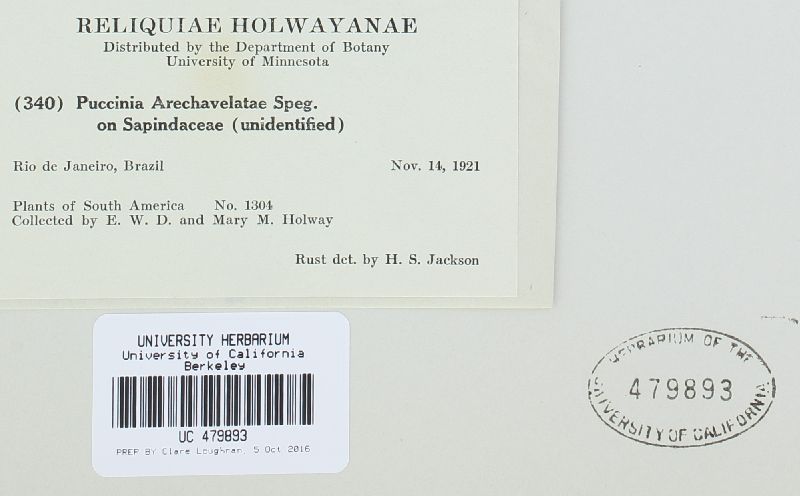 RELIQUIAE HOLWAYANAE
Distributed by the Department of Botany
University of Minnesota
(340) Puccinia Arechavelatae Speg.
on Sapindaceae (unidentified)
Rio de Janeiro, Brazil Nov. 14, 1921
Plants of South America No. 1304
Collected by E. W. D. and Mary M. Holway
Rust det. by H. S. Jackson
UNIVERSITY HERBARIUM
University of California
Berkeley
UC 479893
PREP BY Clare Loughran, 5 Oct 2016
HERBARIUM OF THE
479893
UNIVERSITY OF CALIFORNIA